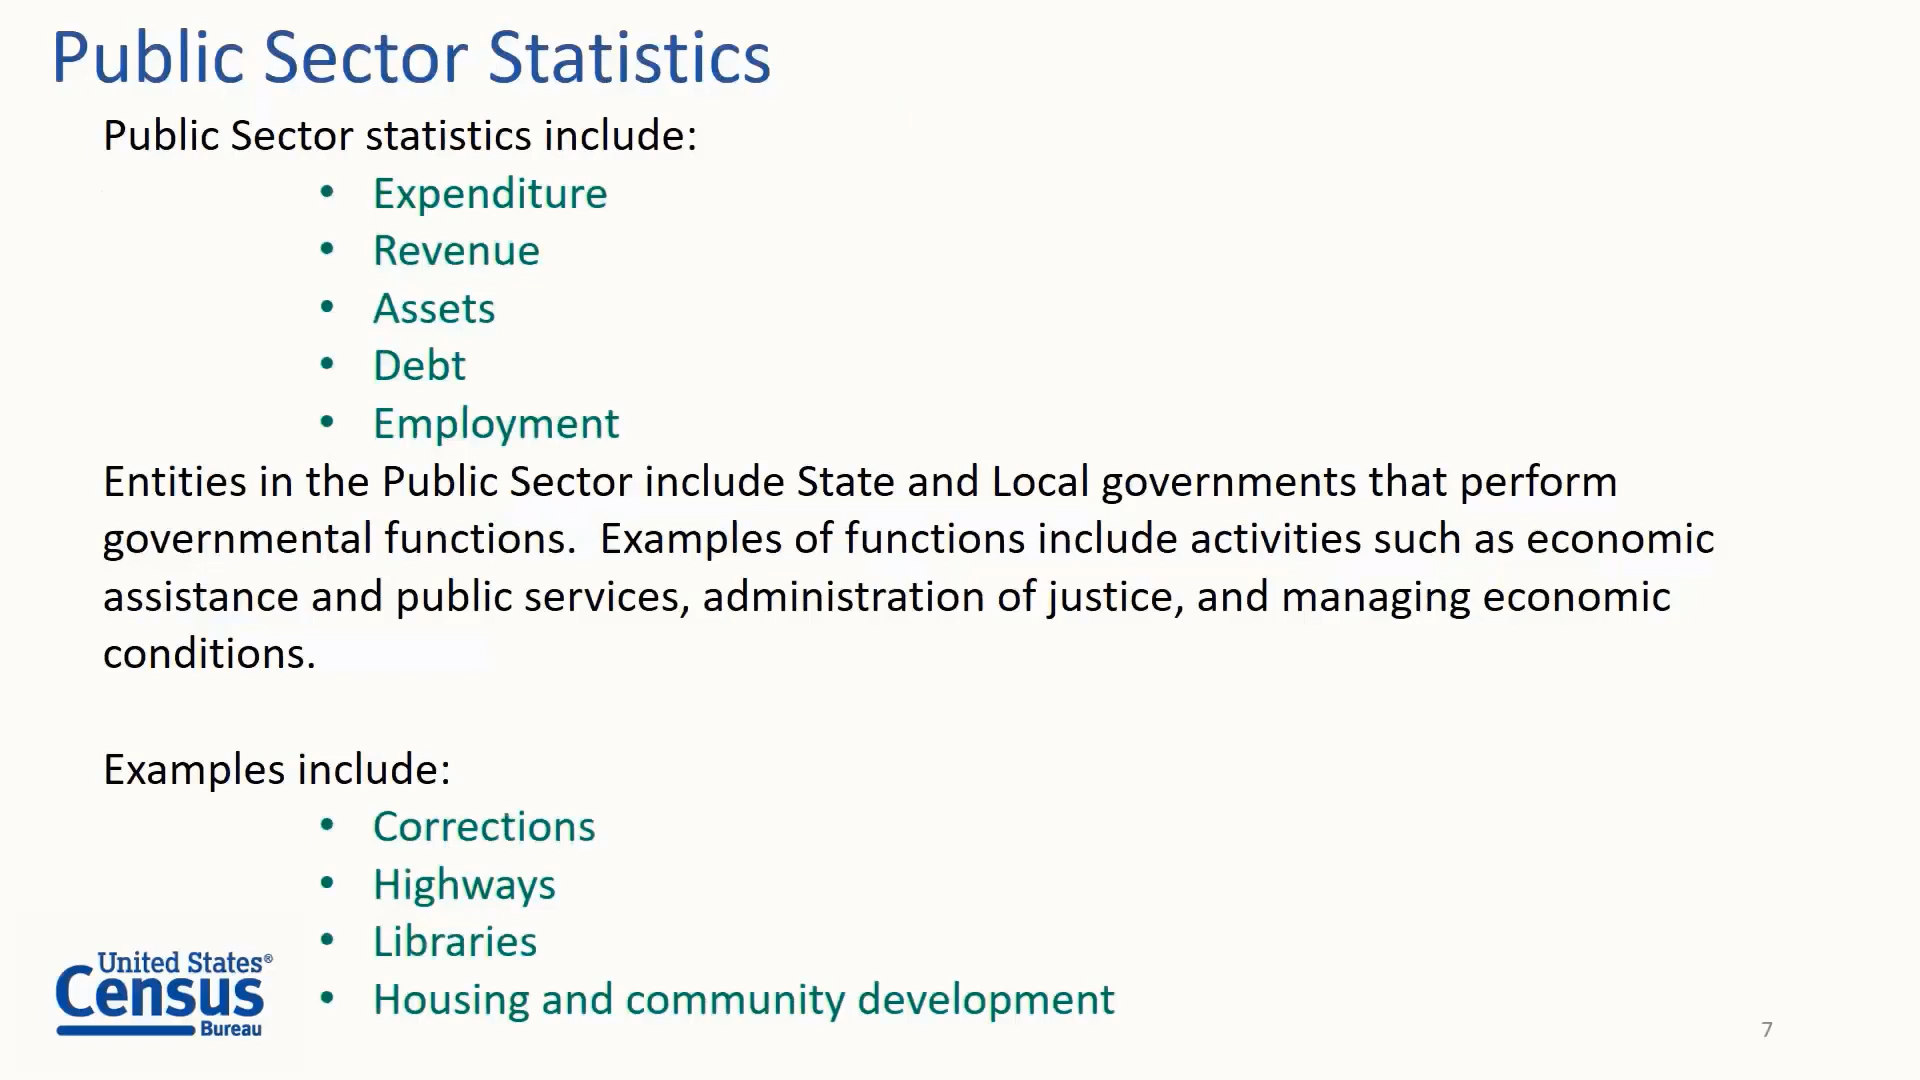 Public Sector Statistics
Public Sector statistics include:
• Expenditure
• Revenue
• Assets
• Debt
• Employment
Entities in the Public Sector include State and Local governments that perform
governmental functions.  Examples of functions include activities such as economic
assistance and public services, administration of justice, and managing economic
conditions.
Examples include:
• Corrections
• Highways
• Libraries
• Housing and community development
United States®
Census
Bureau
7